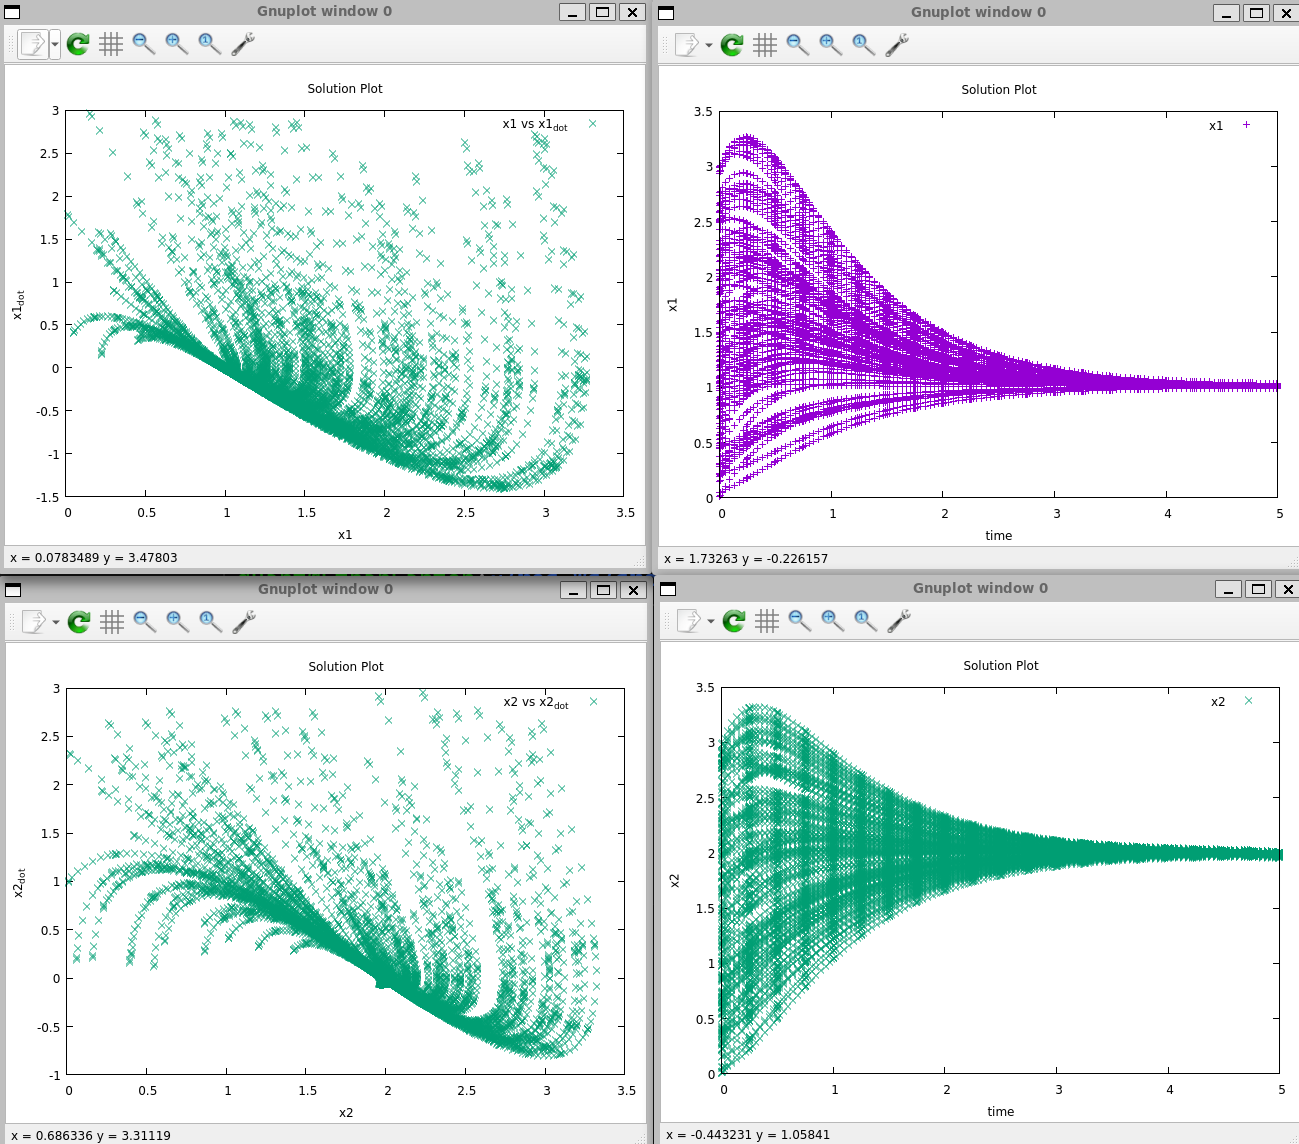 Gnuplot window 0
Solution Plot
x1 vs x1dot
3
2.5
2
1.5
1
0.5
0
-0.5
-1
-1.5
x1dot
0 0.5 1 1.5 2 2.5 3 3.5
x1
x = 0.0783489 y = 3.47803
Gnuplot window 0
Solution Plot
x1
3.5
3
2.5
2
1.5
1
0.5
0
x1
0 1 2 3 4 5
time
x = 1.73263 y = -0.226157
Gnuplot window 0
Solution Plot
x2 vs x2dot
3
2.5
2
1.5
1
0.5
0
-0.5
-1
x2dot
0 0.5 1 1.5 2 2.5 3 3.5
x2
x = 0.686336 y = 3.31119
Gnuplot window 0
Solution Plot
x2
3.5
3
2.5
2
1.5
1
0.5
0
x2
0 1 2 3 4 5
time
x = -0.443231 y = 1.05841